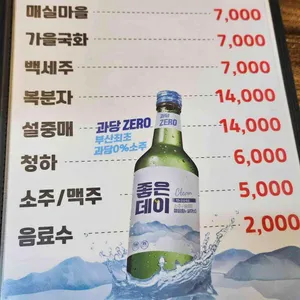 매실마을 7,000
가을국화 7,000
백세주 7,000
복분자 14,000
설중매 14,000
청하 6,000
소주/맥주 5,000
음료수 2,000
과당 ZERO
부산최초
과당0%소주
과당
ZERO
좋은
데이